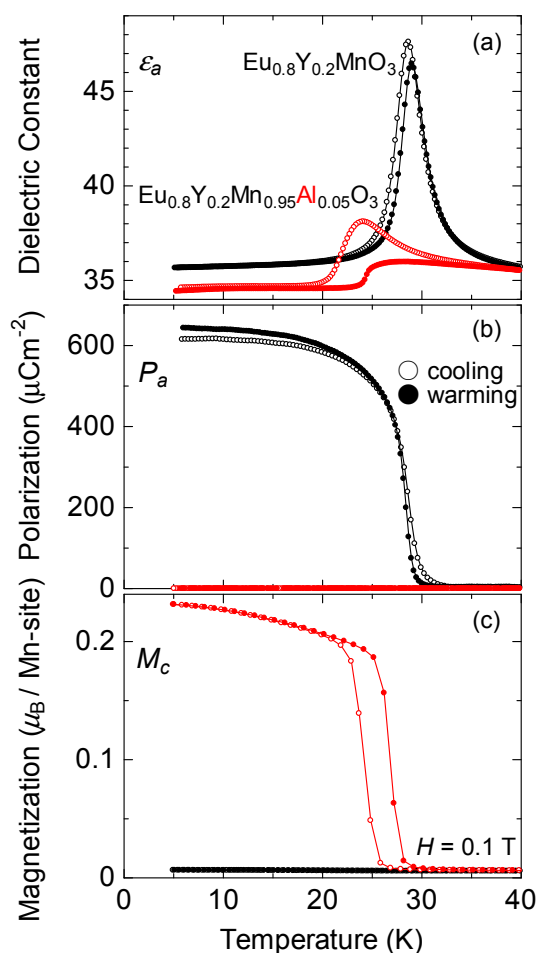 (a)
εa
Eu0.8Y0.2MnO3
Eu0.8Y0.2Mn0.95Al0.05O3
Dielectric Constant
45
40
35
(b)
Pa
cooling
warming
Polarization (μCm-2)
600
400
200
0
(c)
Mc
H = 0.1 T
Magnetization (μB / Mn-site)
0.2
0.1
0
0
10
20
30
40
Temperature (K)